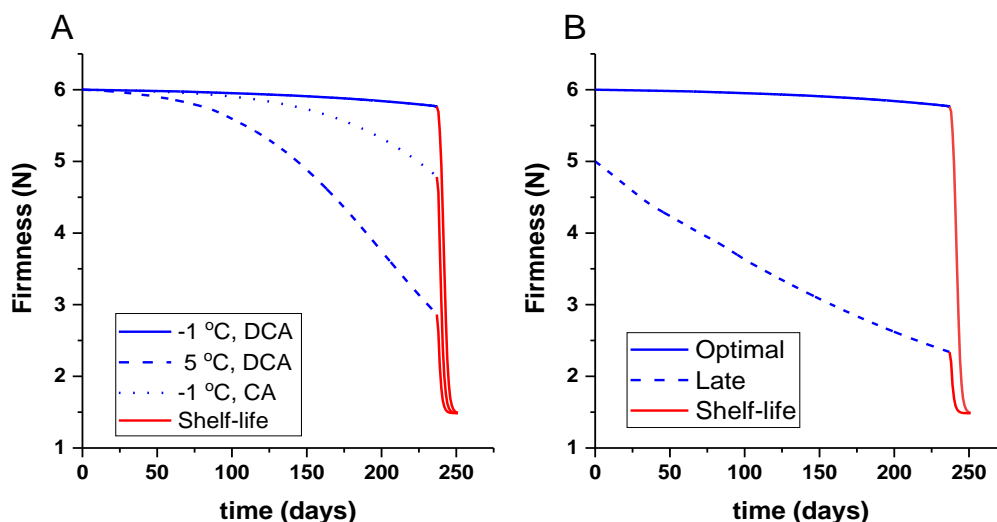 A
Firmness (N)
6
5
4
3
2
1
0 50 100 150 200 250
time (days)
-1 °C, DCA
5 °C, DCA
-1 °C, CA
Shelf-life
B
Firmness (N)
6
5
4
3
2
1
0 50 100 150 200 250
time (days)
Optimal
Late
Shelf-life